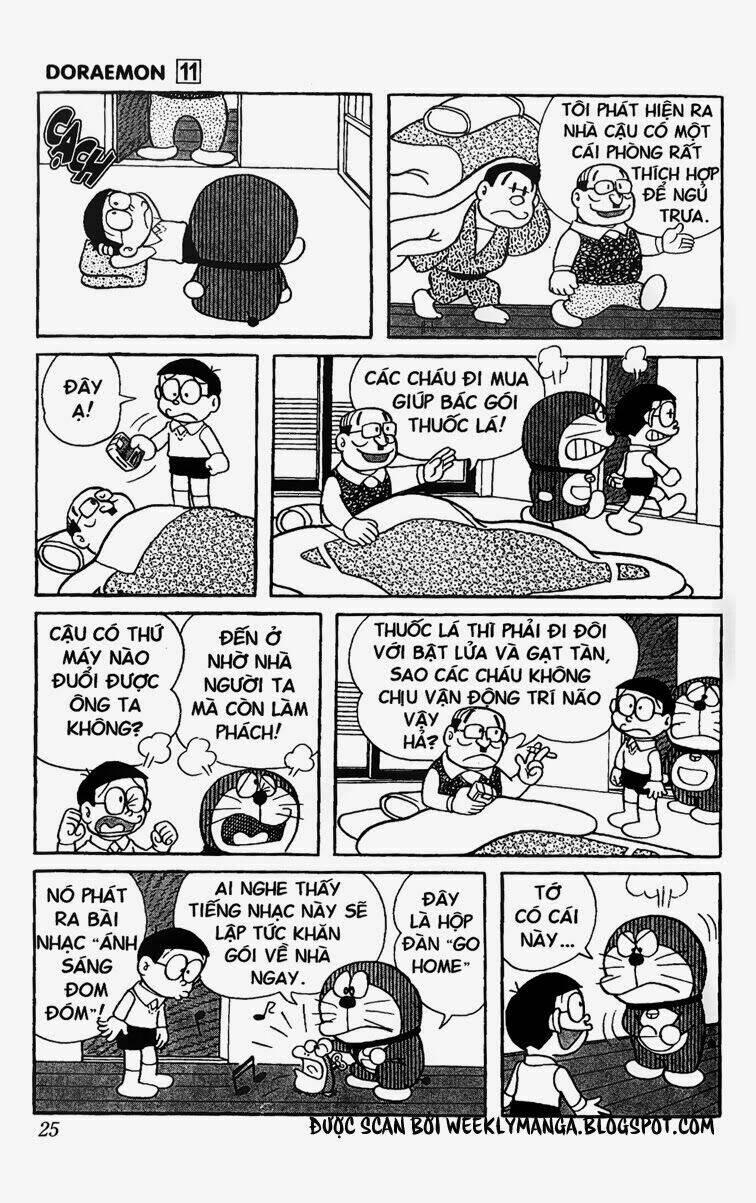 DORAEMON 11
TÔI PHÁT HIỆN RA
NHÀ CẬU CÓ MỘT
CÁI PHÒNG RẤT
THÍCH HỢP
ĐỂ NGỦ
TRƯA.
CẠCH
CÁC CHÁU ĐI MUA
GIÚP BÁC GÓI
THUỐC LÁ!
ĐÂY
Ạ!
THUỐC LÁ THÌ PHẢI ĐI ĐÔI
VỚI BẬT LỬA VÀ GẠT TÀN,
SAO CÁC CHÁU KHÔNG
CHỊU VẬN ĐỘNG TRÍ NÃO
VẬY
HẢ?
ĐẾN Ở
NHỜ NHÀ
NGƯỜI TA
MÀ CÒN LÀM
PHÁCH!
CẬU CÓ THỨ
MÁY NÀO
ĐUỔI ĐƯỢC
ÔNG TA
KHÔNG?
TỚ
CÓ CÁI
NÀY...
ĐÂY
LÀ HỘP
ĐÀN "GO
HOME"
AI NGHE THẤY
TIẾNG NHẠC NÀY SẼ
LẬP TỨC KHĂN
GÓI VỀ NHÀ
NGAY.
NÓ PHÁT
RA BÀI
NHẠC "ÁNH
SÁNG
ĐOM
ĐÓM"!
25
ĐƯỢC SCAN BỞI WEEKLYMANGA.BLOGSPOT.COM